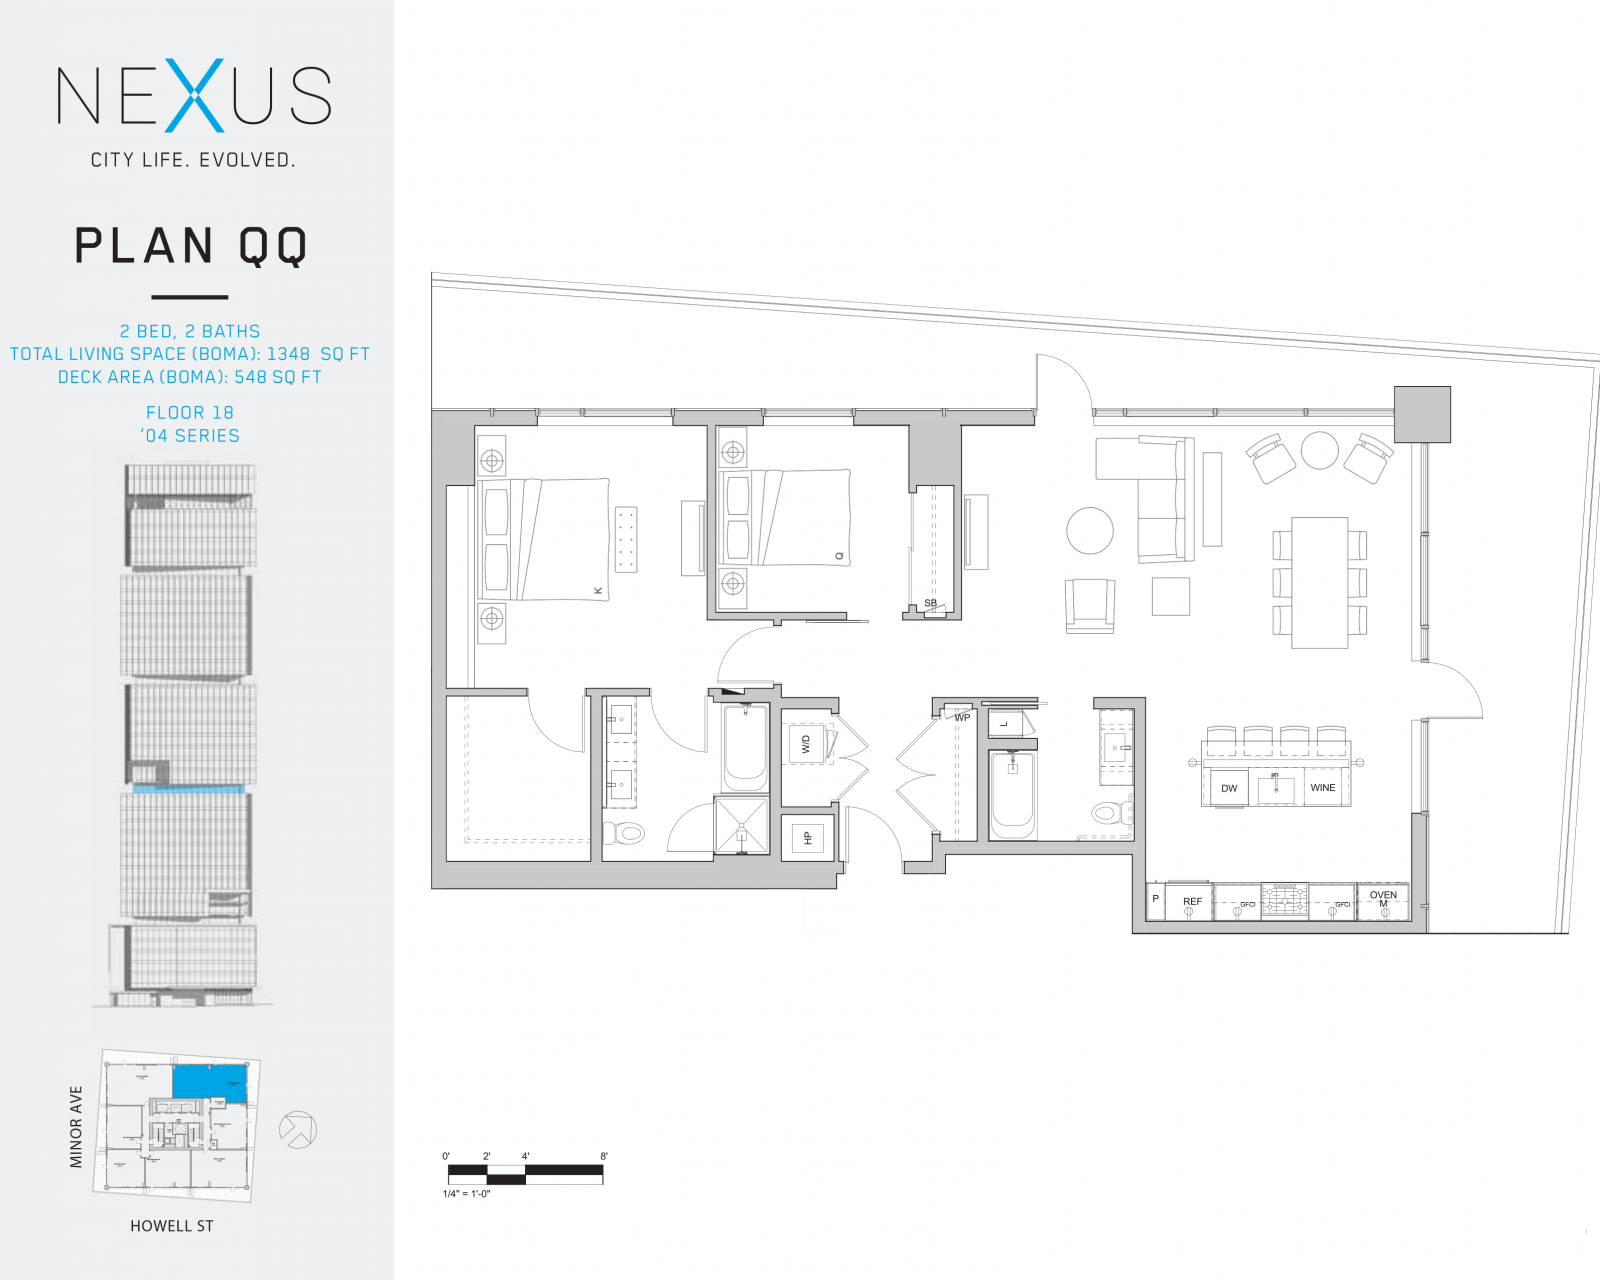 NEXUS
CITY LIFE. EVOLVED.
PLAN QQ
2 BED, 2 BATHS
TOTAL LIVING SPACE (BOMA): 1348 SQ FT
DECK AREA (BOMA): 548 SQ FT
FLOOR 18
‘04 SERIES
MINOR AVE
HOWELL ST
K
Q
SB
W/D
WP
L
HP
DW
WINE
P
REF
GFCI
GFCI
OVEN
M
0' 2' 4' 8'
1/4" = 1'-0"